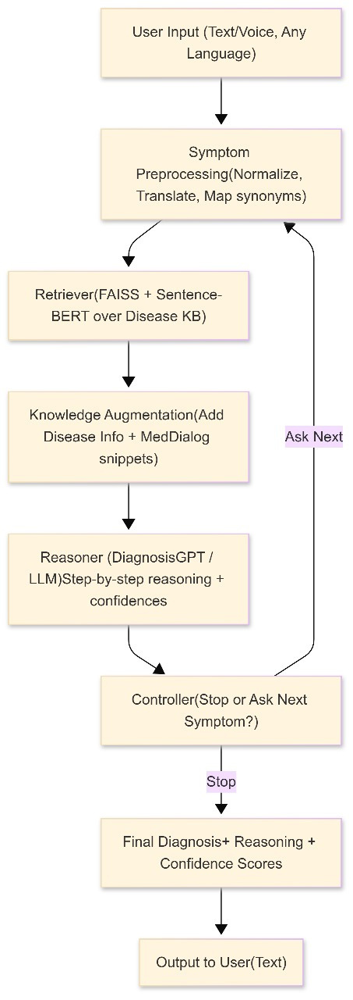 User Input (Text/Voice, Any
Language)
Symptom
Preprocessing(Normalize,
Translate, Map synonyms)
Retriever(FAISS + Sentence-
BERT over Disease KB)
Knowledge Augmentation(Add
Disease Info + MedDialog
snippets)
Ask Next
Reasoner (DiagnosisGPT /
LLM)Step-by-step reasoning +
confidences
Controller(Stop or Ask Next
Symptom?)
Stop
Final Diagnosis+ Reasoning +
Confidence Scores
Output to User(Text)